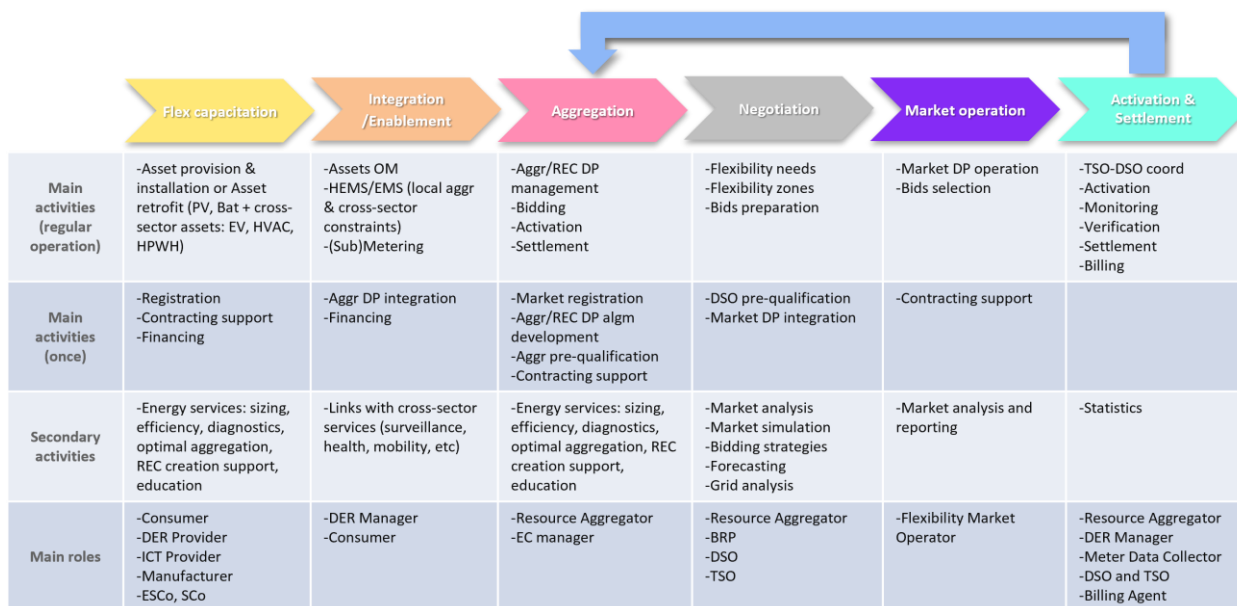 Flex capacitation
Integration
/Enablement
Aggregation
Negotiation
Market operation
Activation &
Settlement
Main
activities
(regular
operation)
-Asset provision &
installation or Asset
retrofit (PV, Bat + cross-
sector assets: EV, HVAC,
HPWH)
-Assets OM
-HEMS/EMS (local aggr
& cross-sector
constraints)
-(Sub)Metering
-Aggr/REC DP
management
-Bidding
-Activation
-Settlement
-Flexibility needs
-Flexibility zones
-Bids preparation
-Market DP operation
-Bids selection
-TSO-DSO coord
-Activation
-Monitoring
-Verification
-Settlement
-Billing
Main
activities
(once)
-Registration
-Contracting support
-Financing
-Aggr DP integration
-Financing
-Market registration
-Aggr/REC DP algm
development
-Aggr pre-qualification
-Contracting support
-DSO pre-qualification
-Market DP integration
-Contracting support
Secondary
activities
-Energy services: sizing,
efficiency, diagnostics,
optimal aggregation,
REC creation support,
education
-Links with cross-sector
services (surveillance,
health, mobility, etc)
-Energy services: sizing,
efficiency, diagnostics,
optimal aggregation, REC
creation support,
education
-Market analysis
-Market simulation
-Bidding strategies
-Forecasting
-Grid analysis
-Market analysis and
reporting
-Statistics
Main roles
-Consumer
-DER Provider
-ICT Provider
-Manufacturer
-ESCo, SCo
-DER Manager
-Consumer
-Resource Aggregator
-EC manager
-Resource Aggregator
-BRP
-DSO
-TSO
-Flexibility Market
Operator
-Resource Aggregator
-DER Manager
-Meter Data Collector
-DSO and TSO
-Billing Agent